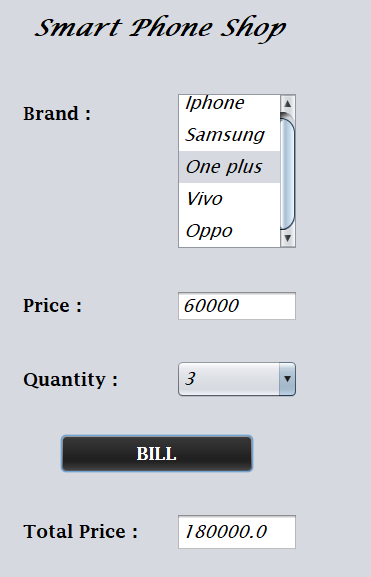 Smart Phone Shop
Brand :
Iphone
Samsung
One plus
Vivo
Oppo
Price :
60000
Quantity :
3
BILL
Total Price :
180000.0